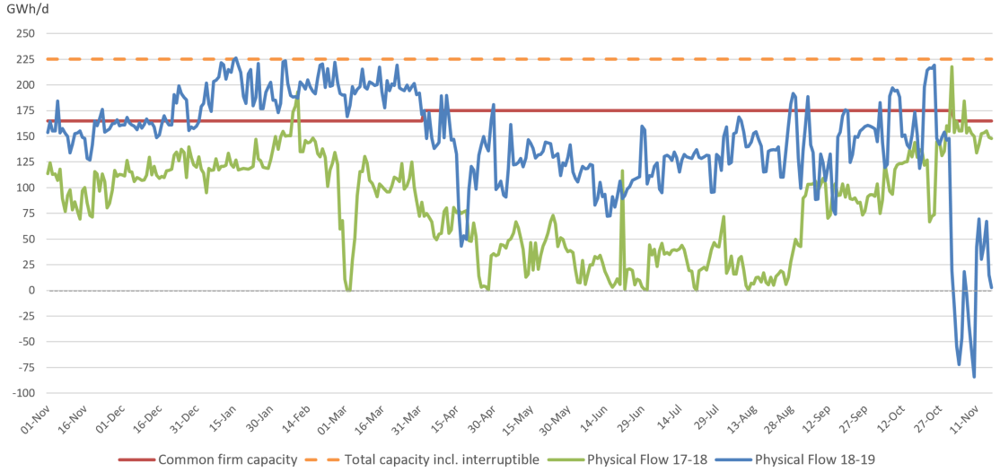 GWh/d
250
225
200
175
150
125
100
75
50
25
0
-25
-50
-75
-100
01-Nov
16-Nov
01-Dec
16-Dec
31-Dec
15-Jan
30-Jan
14-Feb
01-Mar
16-Mar
31-Mar
15-Apr
30-Apr
15-May
30-May
14-Jun
29-Jun
14-Jul
29-Jul
13-Aug
28-Aug
12-Sep
27-Sep
12-Oct
27-Oct
11-Nov
Common firm capacity Total capacity incl. interruptible Physical Flow 17-18 Physical Flow 18-19